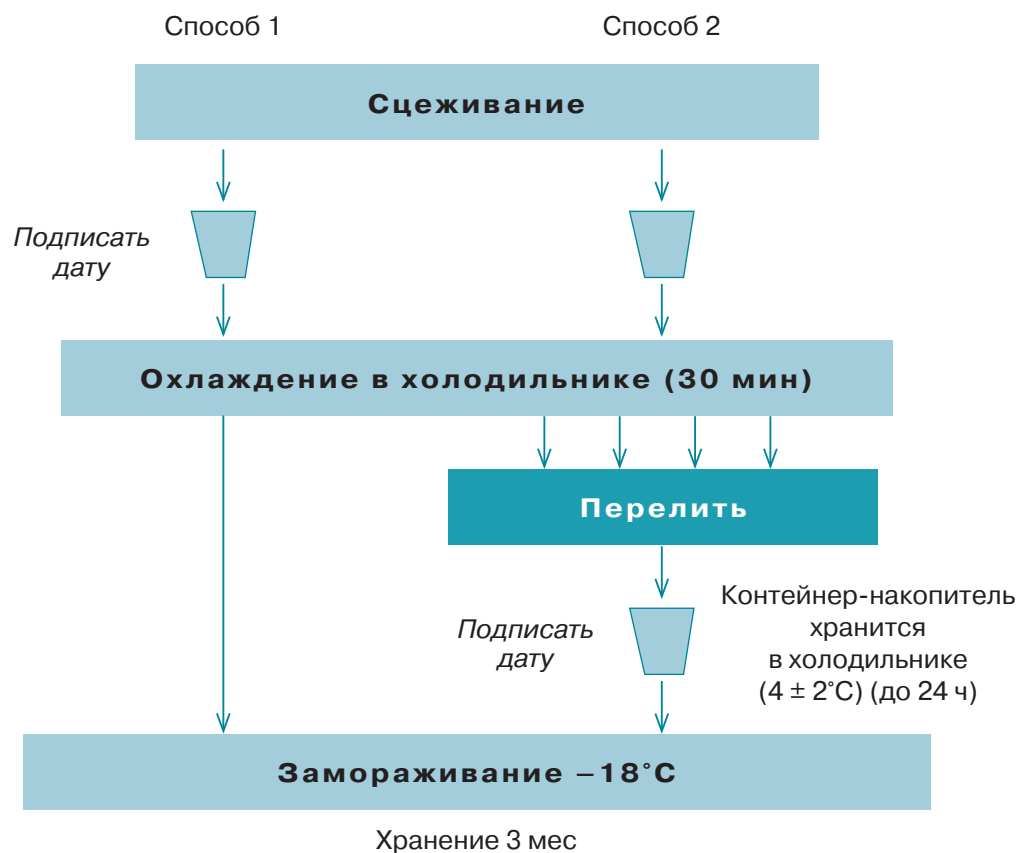 Способ 1
Способ 2
Сцеживание
Подписать
дату
Охлаждение в холодильнике (30 мин)
Перелить
Подписать
дату
Контейнер-накопитель
хранится
в холодильнике
(4 ± 2˚C) (до 24 ч)
Замораживание –18˚C
Хранение 3 мес